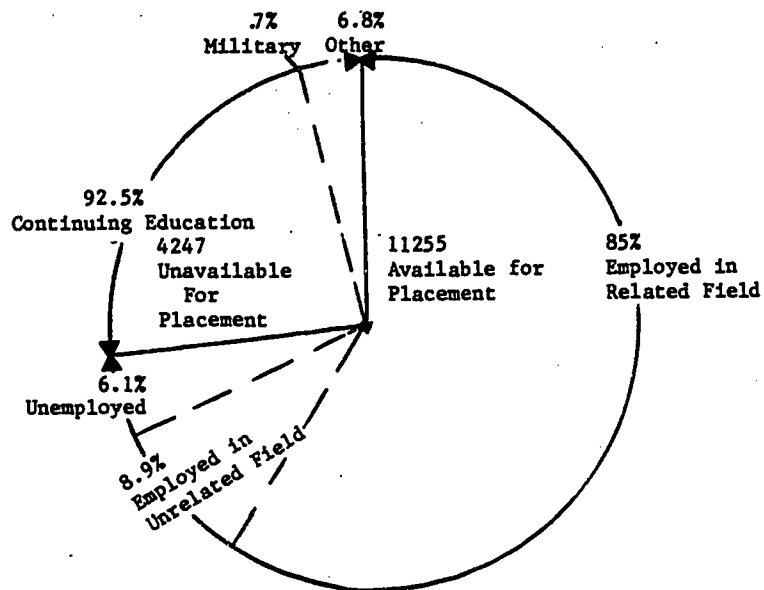 .7%
Military
6.8%
Other
92.5%
Continuing Education
4247
Unavailable
For
Placement
11255
Available for
Placement
85%
Employed in
Related Field
6.1%
Unemployed
8.9%
Employed in
Unrelated Field